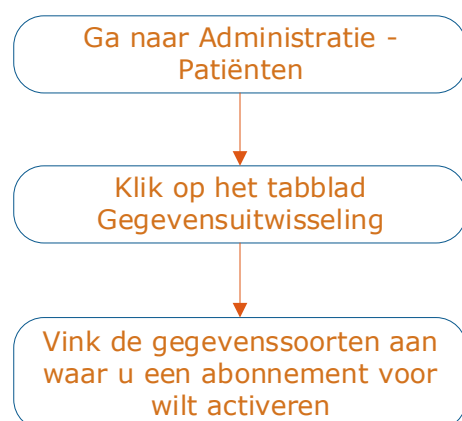 Ga naar Administratie -
Patiënten
Klik op het tabblad
Gegevensuitwisseling
Vink de gegevenssoorten aan
waar u een abonnement voor
wilt activeren